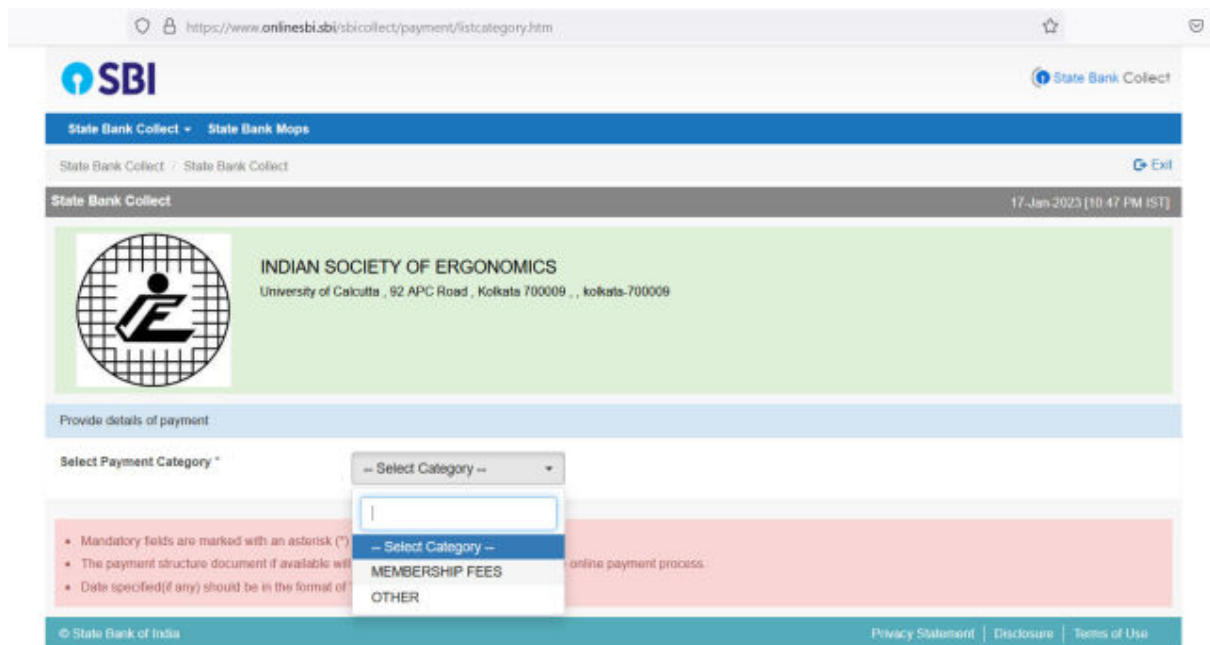 https://www.onlinesbi.sbi/sbicollect/payment/listcategory.htm
SBI
State Bank Collect
State Bank Collect State Bank Mops
State Bank Collect / State Bank Collect
Exit
State Bank Collect
17-Jan-2023 [10:47 PM IST]
INDIAN SOCIETY OF ERGONOMICS
University of Calcutta , 92 APC Road , Kolkata 700009 , , kolkata-700009
Provide details of payment
Select Payment Category *
-- Select Category --
-- Select Category --
MEMBERSHIP FEES
OTHER
Mandatory fields are marked with an asterisk (*)
The payment structure document if available will
online payment process.
Date specified(if any) should be in the format of
© State Bank of India
Privacy Statement | Disclosure | Terms of Use